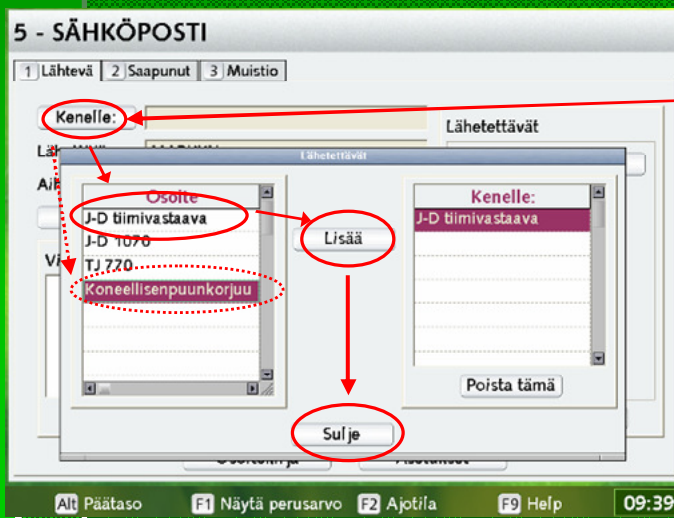 5 - SÄHKÖPOSTI
1 Lähtevä 2 Saapunut 3 Muistio
Kenelle:
Lähetettävät
Lähetettävät
Osoite
Kenelle:
J-D tiimivastaava
J-D tiimivastaava
J-D 1070
Lisää
TJ 770
Koneellisenpuunkorjuu
Poista tämä
Sulje
Alt Päätaso F1 Näytä perusarvo F2 Ajotila F9 Help 09:39